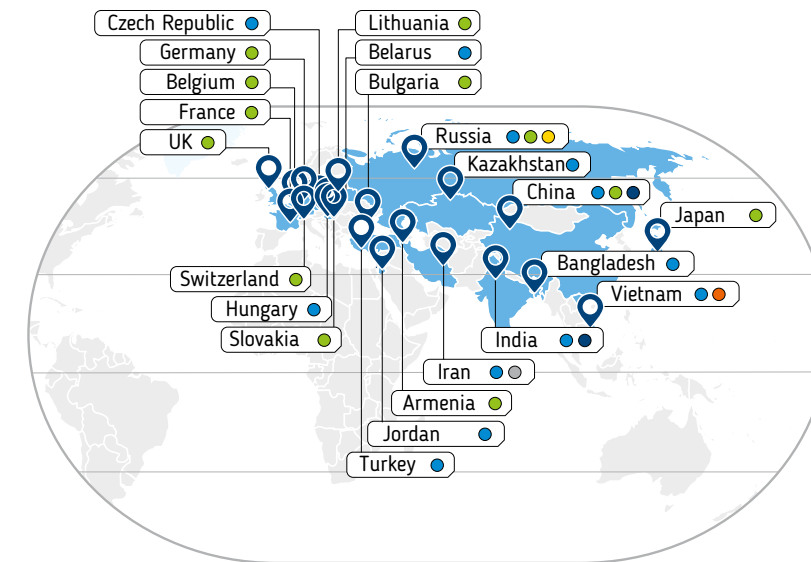 Czech Republic
Lithuania
Germany
Belarus
Belgium
Bulgaria
France
UK
Russia
Kazakhstan
China
Japan
Bangladesh
Switzerland
Vietnam
Hungary
Slovakia
India
Iran
Armenia
Jordan
Turkey